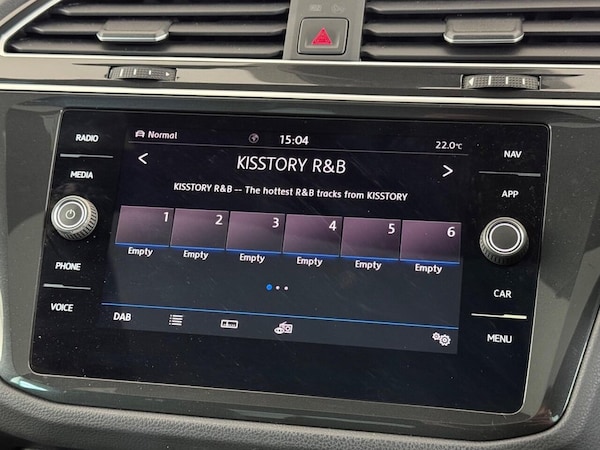 RADIO
MEDIA
PHONE
VOICE
Normal
15:04
22.0°C
KISSTORY R&B
KISSTORY R&B -- The hottest R&B tracks from KISSTORY
1 2 3 4 5 6
Empty Empty Empty Empty Empty Empty
DAB
NAV
APP
CAR
MENU